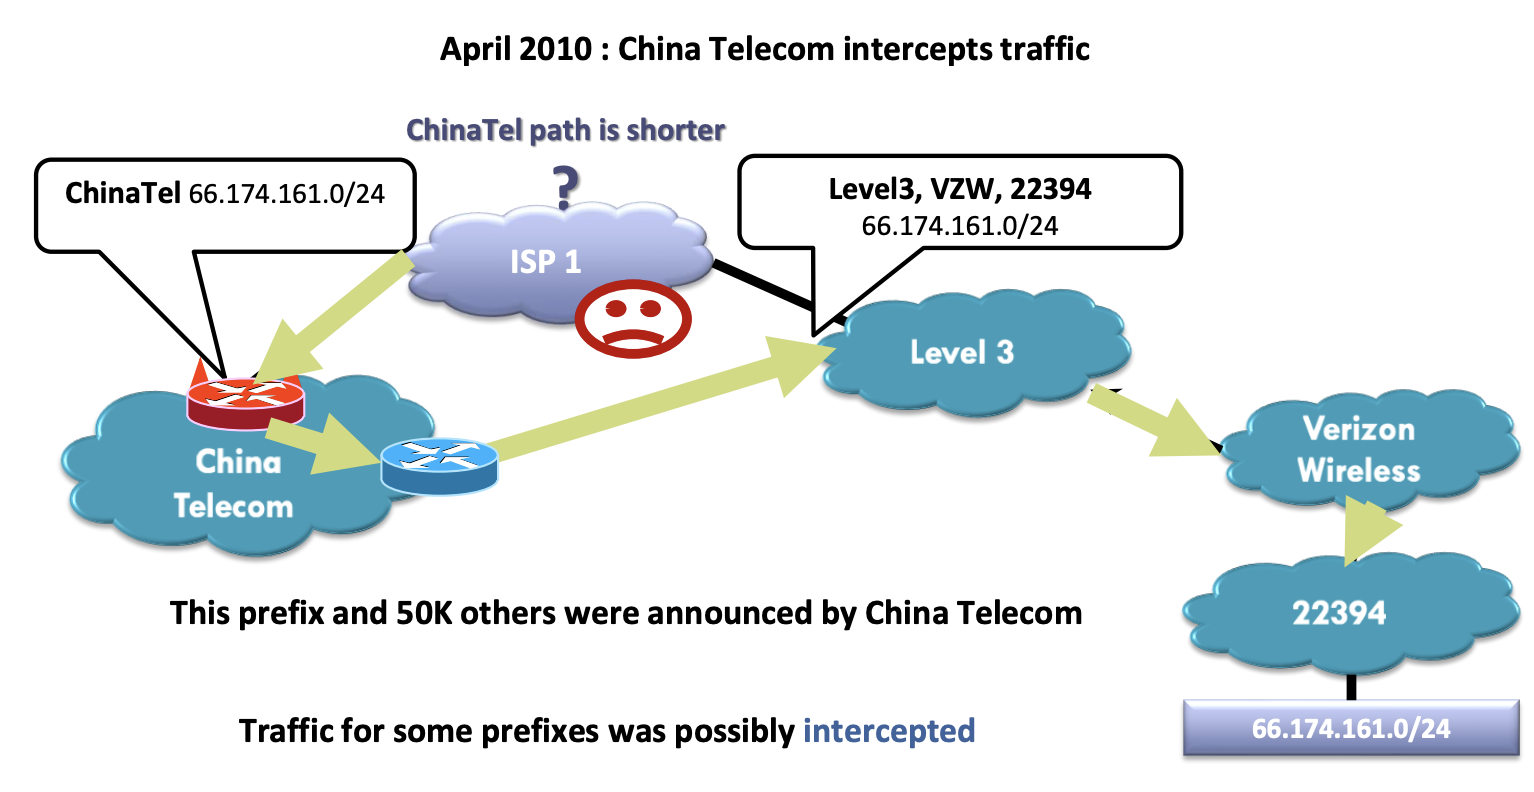 April 2010 : China Telecom intercepts traffic
ChinaTel path is shorter
?
ChinaTel 66.174.161.0/24
Level3, VZW, 22394
66.174.161.0/24
ISP 1
Level 3
Verizon
Wireless
China
Telecom
22394
This prefix and 50K others were announced by China Telecom
Traffic for some prefixes was possibly intercepted
66.174.161.0/24